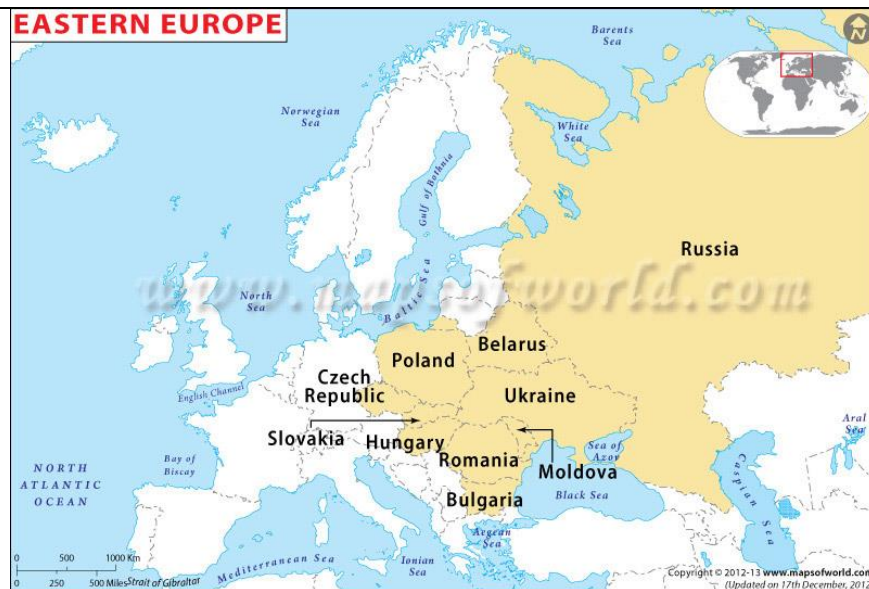 EASTERN EUROPE
Barents
Sea
N
Norwegian
Sea
White
Sea
Gulf of Bothnia
Russia
www.mapsofworld.com
North
Sea
Baltic Sea
Belarus
Poland
Czech
Republic
English Channel
Ukraine
Slovakia
Hungary
Aral
Sea
Sea of
Azov
Bay of
Biscay
NORTH
ATLANTIC
OCEAN
Romania
Moldova
Caspian Sea
Bulgaria
Black Sea
Aegean
Sea
Mediterranean Sea
Ionian
Sea
0 500 1000 Km
0 250 500 Miles
Strait of Gibraltar
Copyright © 2012-13 www.mapsofworld.com
(Updated on 17th December, 2012